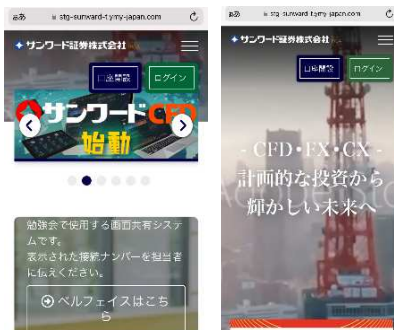 ああ stg-sunward-t.ymy-japan.com
サンワード証券株式会社
口座開設 ログイン
サンワードCFD
始動
勉強会で使用する画面共有システ
ムです。
表示された接続ナンバーを担当者
に伝えください。
ベルフェイスはこち
ら
ああ stg-sunward-t.ymy-japan.com
サンワード証券株式会社
口座開設 ログイン
- CFD・FX・CX -
計画的な投資から
輝かしい未来へ